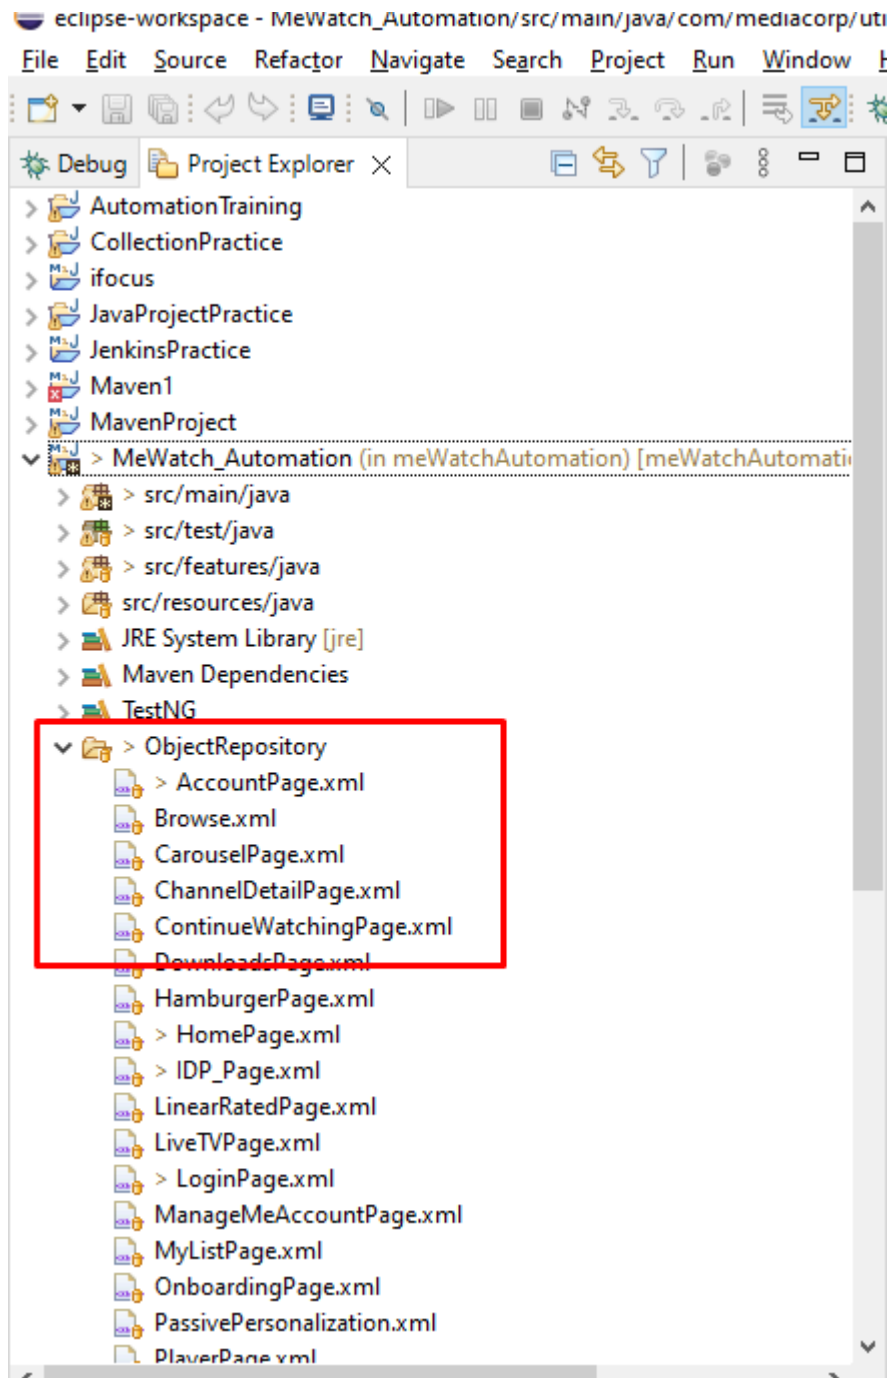 eclipse-workspace - MeWatch_Automation/src/main/java/com/mediacorp/uti
File Edit Source Refactor Navigate Search Project Run Window H
Debug Project Explorer
AutomationTraining
CollectionPractice
ifocus
JavaProjectPractice
JenkinsPractice
Maven1
MavenProject
> MeWatch_Automation (in meWatchAutomation) [meWatchAutomati
> src/main/java
> src/test/java
> src/features/java
src/resources/java
JRE System Library [jre]
Maven Dependencies
TestNG
> ObjectRepository
> AccountPage.xml
Browse.xml
CarouselPage.xml
ChannelDetailPage.xml
ContinueWatchingPage.xml
DownloadsPage.xml
HamburgerPage.xml
> HomePage.xml
> IDP_Page.xml
LinearRatedPage.xml
LiveTVPage.xml
> LoginPage.xml
ManageMeAccountPage.xml
MyListPage.xml
OnboardingPage.xml
PassivePersonalization.xml
PlayerPage.xml